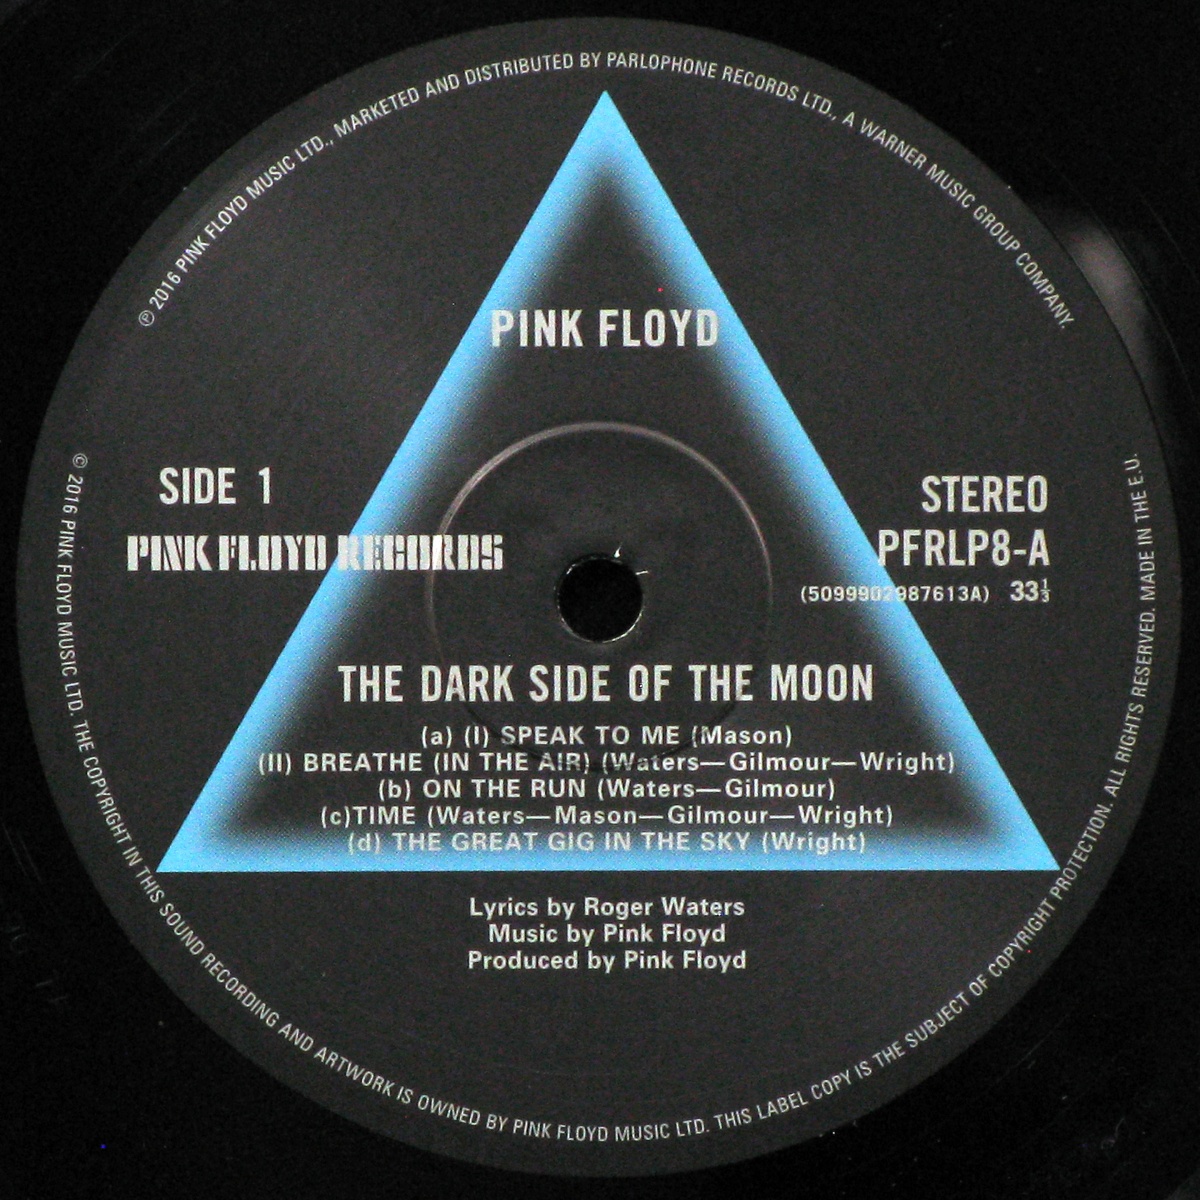 ℗ 2016 PINK FLOYD MUSIC LTD., MARKETED AND DISTRIBUTED BY PARLOPHONE RECORDS LTD., A WARNER MUSIC GROUP COMPANY.
PINK FLOYD
SIDE 1
PINK FLOYD RECORDS
STEREO
PFRLP8-A
(5099902987613A) 33⅓
THE DARK SIDE OF THE MOON
(a) (I) SPEAK TO ME (Mason)
(II) BREATHE (IN THE AIR) (Waters—Gilmour—Wright)
(b) ON THE RUN (Waters—Gilmour)
(c)TIME (Waters—Mason—Gilmour—Wright)
(d) THE GREAT GIG IN THE SKY (Wright)
Lyrics by Roger Waters
Music by Pink Floyd
Produced by Pink Floyd
© 2016 PINK FLOYD MUSIC LTD. THE COPYRIGHT IN THIS SOUND RECORDING AND ARTWORK IS OWNED BY PINK FLOYD MUSIC LTD. THIS LABEL COPY IS THE SUBJECT OF COPYRIGHT PROTECTION. ALL RIGHTS RESERVED. MADE IN THE E.U.